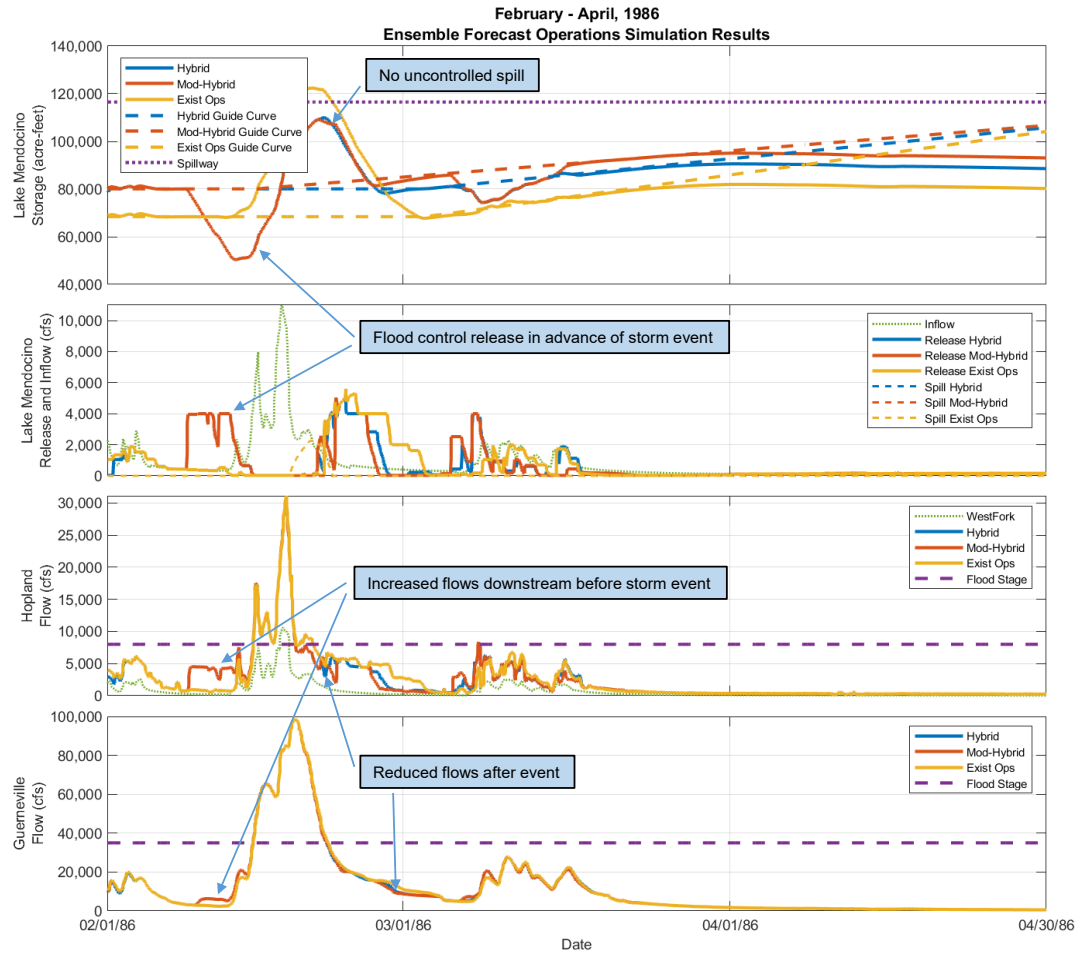 February - April, 1986
Ensemble Forecast Operations Simulation Results
Lake Mendocino
Storage (acre-feet)
140,000
120,000
100,000
80,000
60,000
40,000
Hybrid
Mod-Hybrid
Exist Ops
Hybrid Guide Curve
Mod-Hybrid Guide Curve
Exist Ops Guide Curve
Spillway
No uncontrolled spill
Lake Mendocino
Release and Inflow (cfs)
10,000
8,000
6,000
4,000
2,000
0
Flood control release in advance of storm event
Inflow
Release Hybrid
Release Mod-Hybrid
Release Exist Ops
Spill Hybrid
Spill Mod-Hybrid
Spill Exist Ops
Hopland
Flow (cfs)
30,000
25,000
20,000
15,000
10,000
5,000
0
Increased flows downstream before storm event
WestFork
Hybrid
Mod-Hybrid
Exist Ops
Flood Stage
Guerneville
Flow (cfs)
100,000
80,000
60,000
40,000
20,000
0
Reduced flows after event
Hybrid
Mod-Hybrid
Exist Ops
Flood Stage
02/01/86
03/01/86
04/01/86
04/30/86
Date